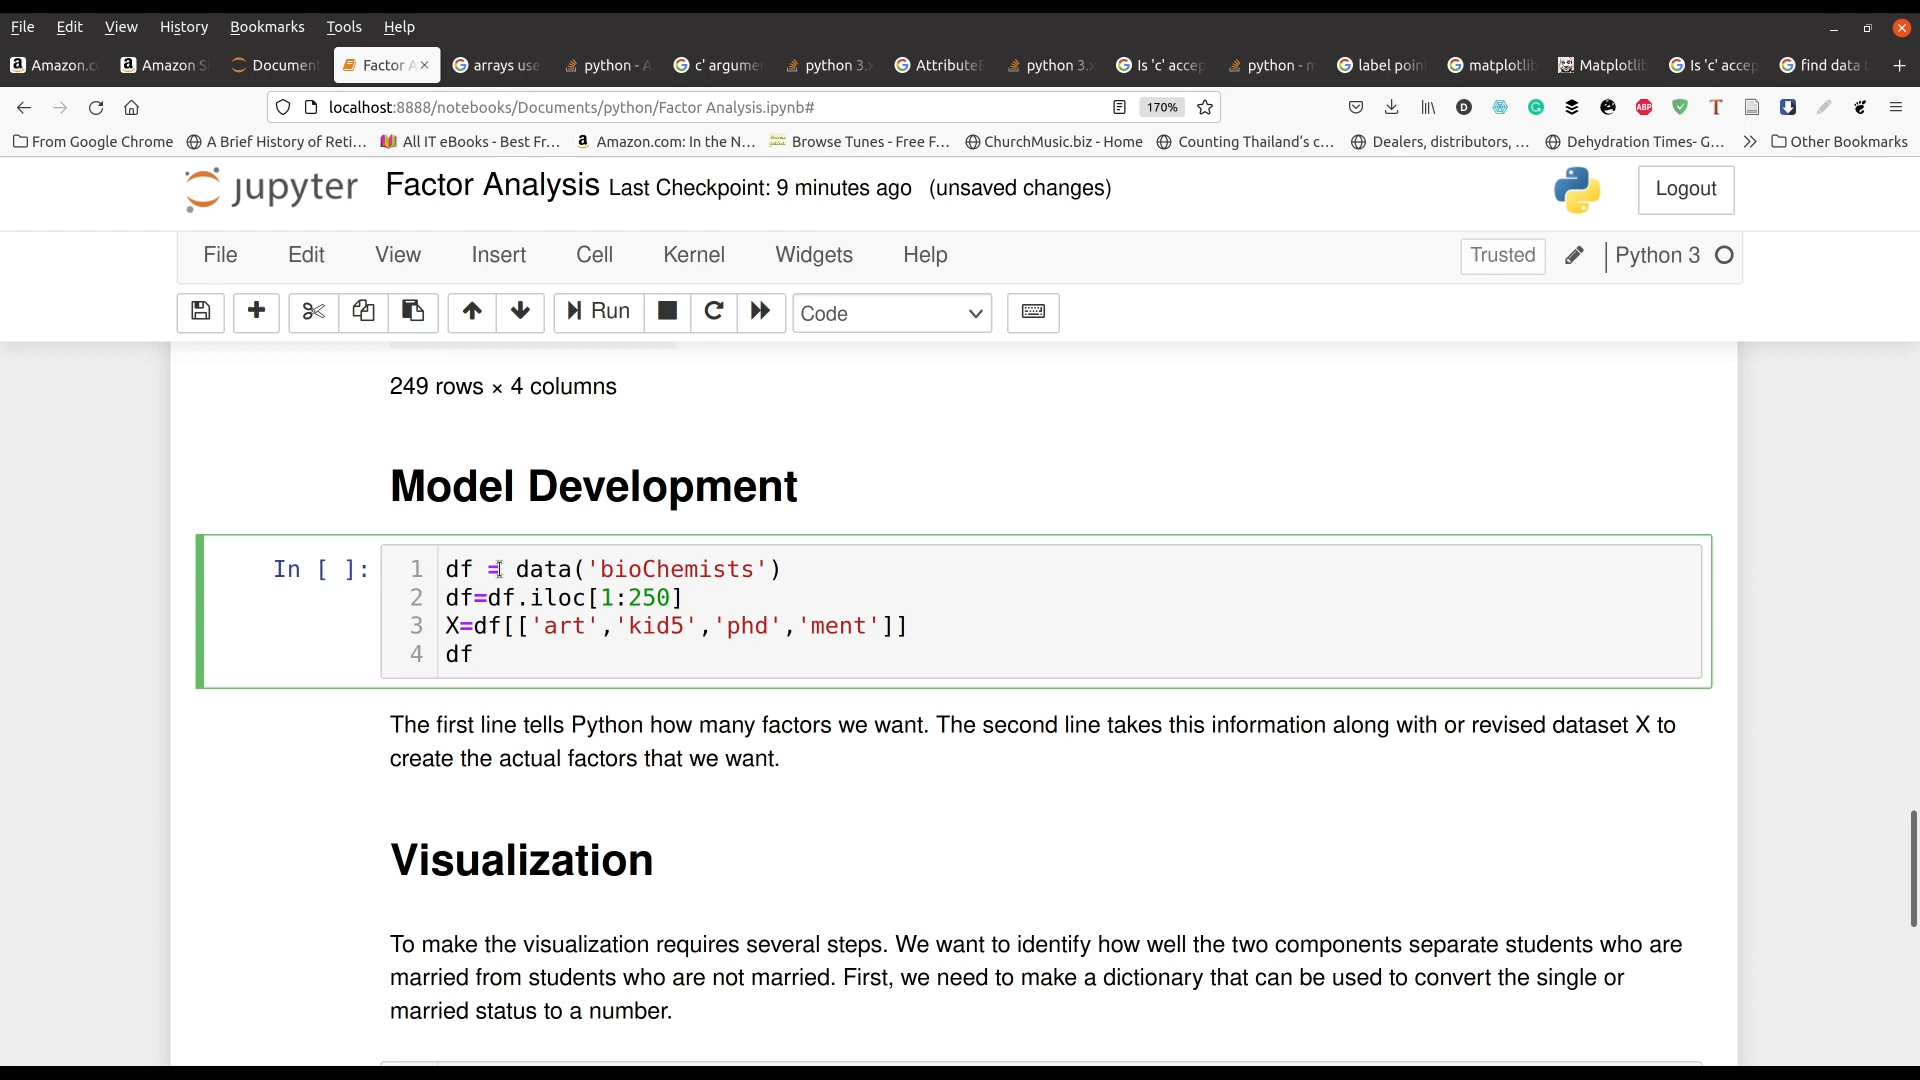 File Edit View History Bookmarks Tools Help
Amazon.c Amazon S Document Factor A arrays use python - A c' argume python 3. Attribute python 3. Is 'c' accep python - label poin matplotli Matplotli Is 'c' accep find data
localhost:8888/notebooks/Documents/python/Factor Analysis.ipynb# 170%
From Google Chrome A Brief History of Reti... All IT eBooks - Best Fr... Amazon.com: In the N... Browse Tunes - Free F... ChurchMusic.biz - Home Counting Thailand's c... Dealers, distributors, ... Dehydration Times- G... Other Bookmarks
jupyter Factor Analysis Last Checkpoint: 9 minutes ago (unsaved changes) Logout
File Edit View Insert Cell Kernel Widgets Help Trusted Python 3
Run Code
249 rows × 4 columns
Model Development
In [ ]: 1 df = data('bioChemists')
2 df=df.iloc[1:250]
3 X=df[['art','kid5','phd','ment']]
4 df
The first line tells Python how many factors we want. The second line takes this information along with or revised dataset X to
create the actual factors that we want.
Visualization
To make the visualization requires several steps. We want to identify how well the two components separate students who are
married from students who are not married. First, we need to make a dictionary that can be used to convert the single or
married status to a number.